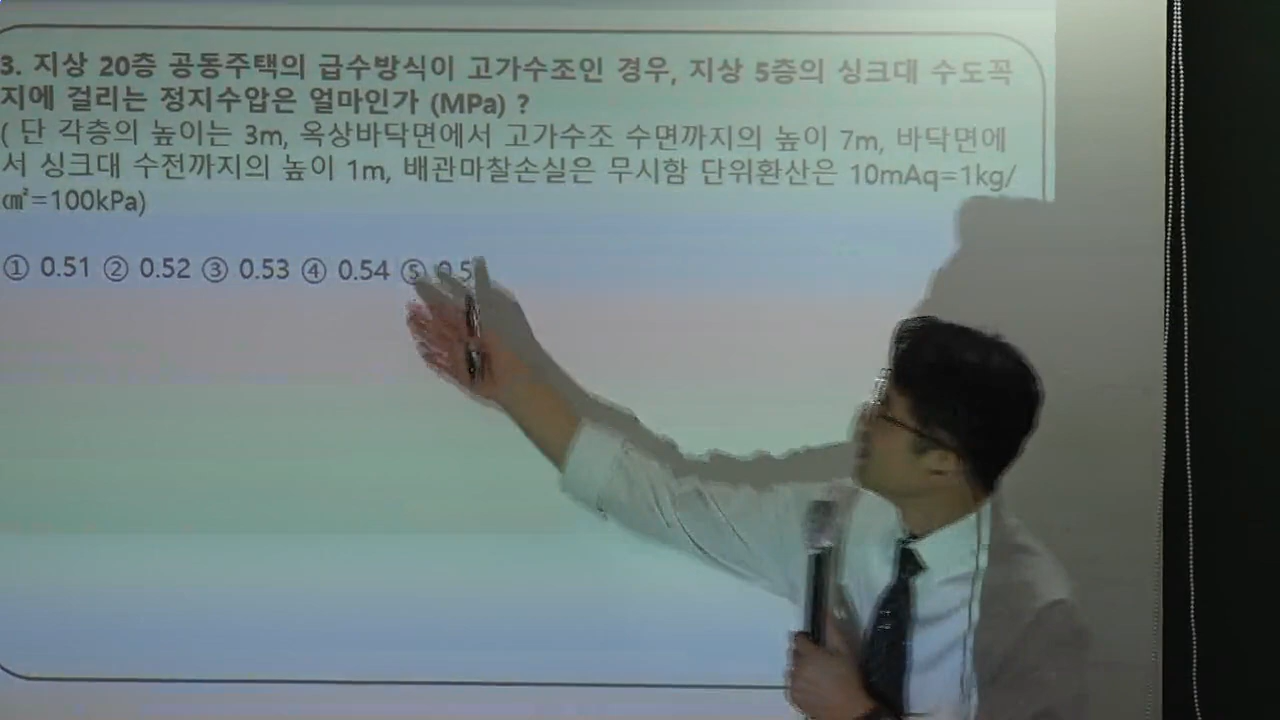 3. 지상 20층 공동주택의 급수방식이 고가수조인 경우, 지상 5층의 싱크대 수도꼭
지에 걸리는 정지수압은 얼마인가 (MPa) ?
( 단 각층의 높이는 3m, 옥상바닥면에서 고가수조 수면까지의 높이 7m, 바닥면에
서 싱크대 수전까지의 높이 1m, 배관마찰손실은 무시함 단위환산은 10mAq=1kg/
㎠=100kPa)
① 0.51 ② 0.52 ③ 0.53 ④ 0.54 ⑤